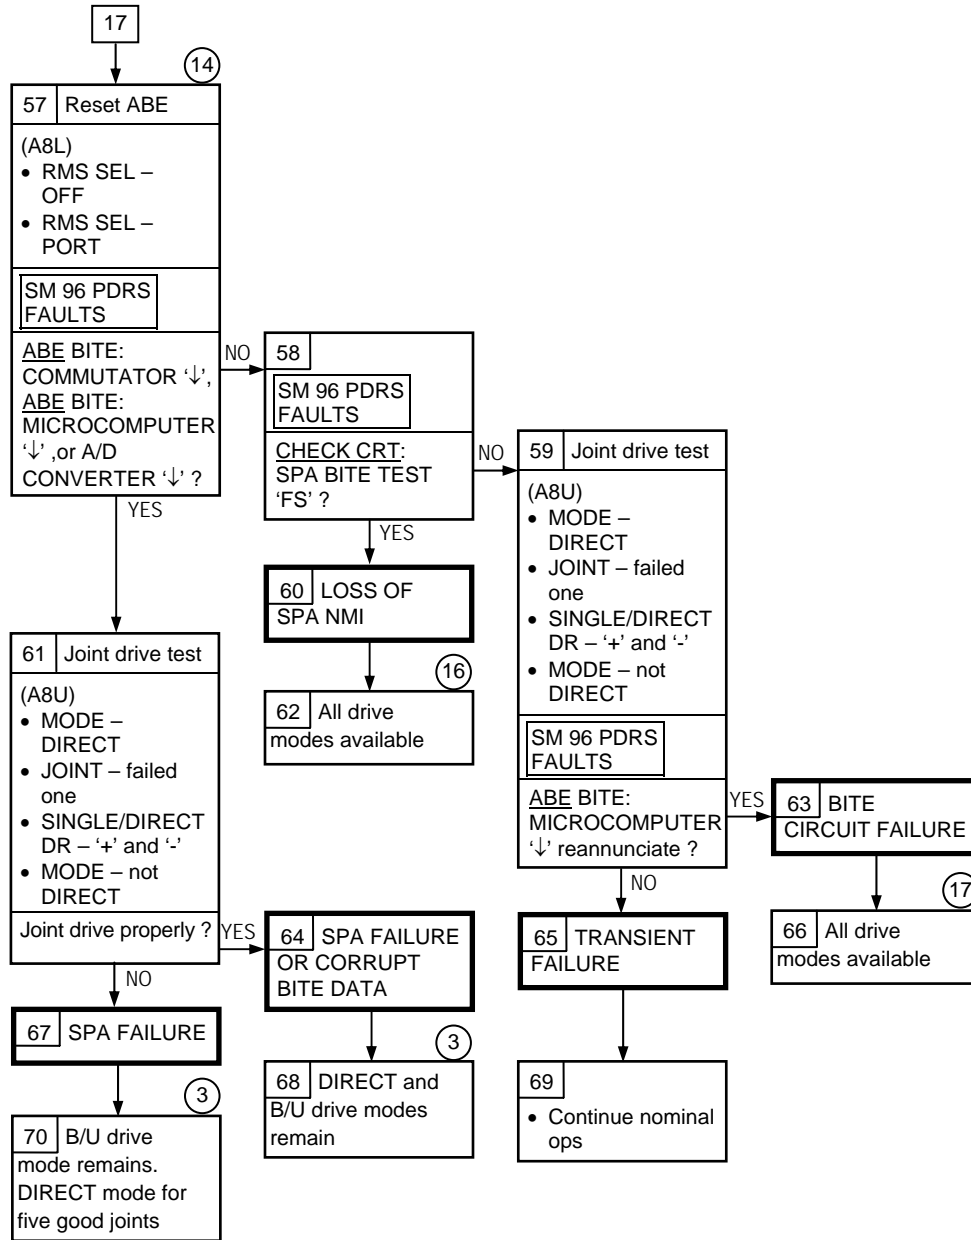 17
14
57 Reset ABE
(A8L)
• RMS SEL –
OFF
• RMS SEL –
PORT
SM 96 PDRS
FAULTS
ABE BITE:
COMMUTATOR ‘↓’,
ABE BITE:
MICROCOMPUTER
‘↓’ ,or A/D
CONVERTER ‘↓’ ?
NO
YES
58
SM 96 PDRS
FAULTS
CHECK CRT:
SPA BITE TEST
‘FS’ ?
NO
YES
59 Joint drive test
(A8U)
• MODE –
DIRECT
• JOINT – failed
one
• SINGLE/DIRECT
DR – ‘+’ and ‘-’
• MODE – not
DIRECT
SM 96 PDRS
FAULTS
ABE BITE:
MICROCOMPUTER
‘↓’ reannunciate ?
YES
NO
60 LOSS OF
SPA NMI
16
62 All drive
modes available
61 Joint drive test
(A8U)
• MODE –
DIRECT
• JOINT – failed
one
• SINGLE/DIRECT
DR – ‘+’ and ‘-’
• MODE – not
DIRECT
Joint drive properly ?
YES
NO
63 BITE
CIRCUIT FAILURE
17
66 All drive
modes available
64 SPA FAILURE
OR CORRUPT
BITE DATA
3
68 DIRECT and
B/U drive modes
remain
65 TRANSIENT
FAILURE
69
• Continue nominal
ops
67 SPA FAILURE
3
70 B/U drive
mode remains.
DIRECT mode for
five good joints